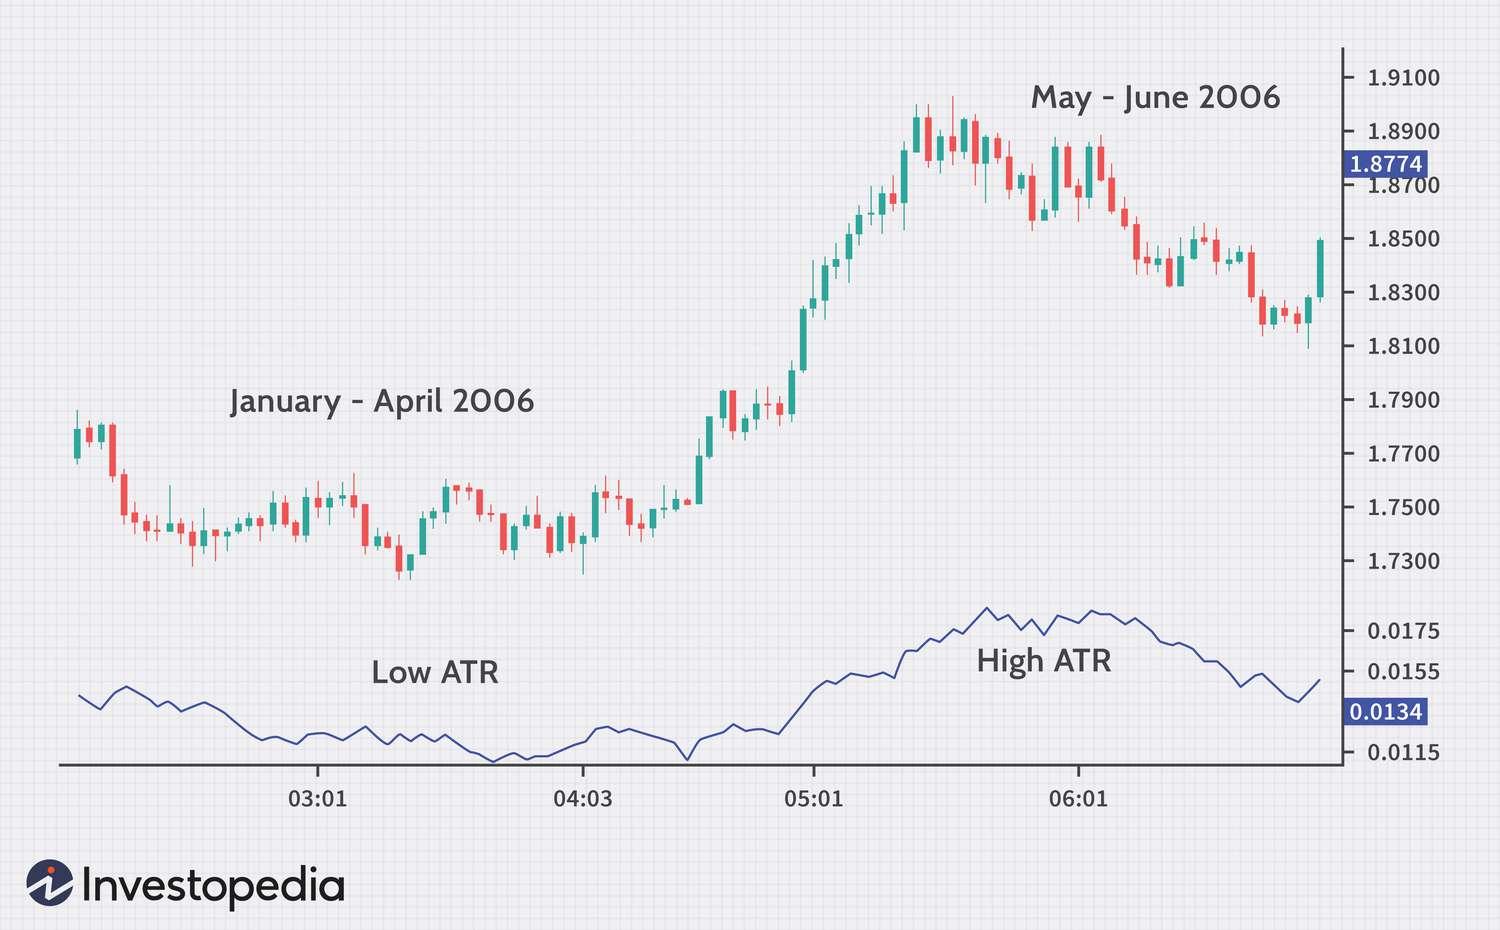 May - June 2006
1.9100
1.8900
1.8774
1.8700
1.8500
1.8300
1.8100
January - April 2006
1.7900
1.7700
1.7500
1.7300
0.0175
Low ATR
High ATR
0.0155
0.0134
0.0115
03:01 04:03 05:01 06:01
Investopedia